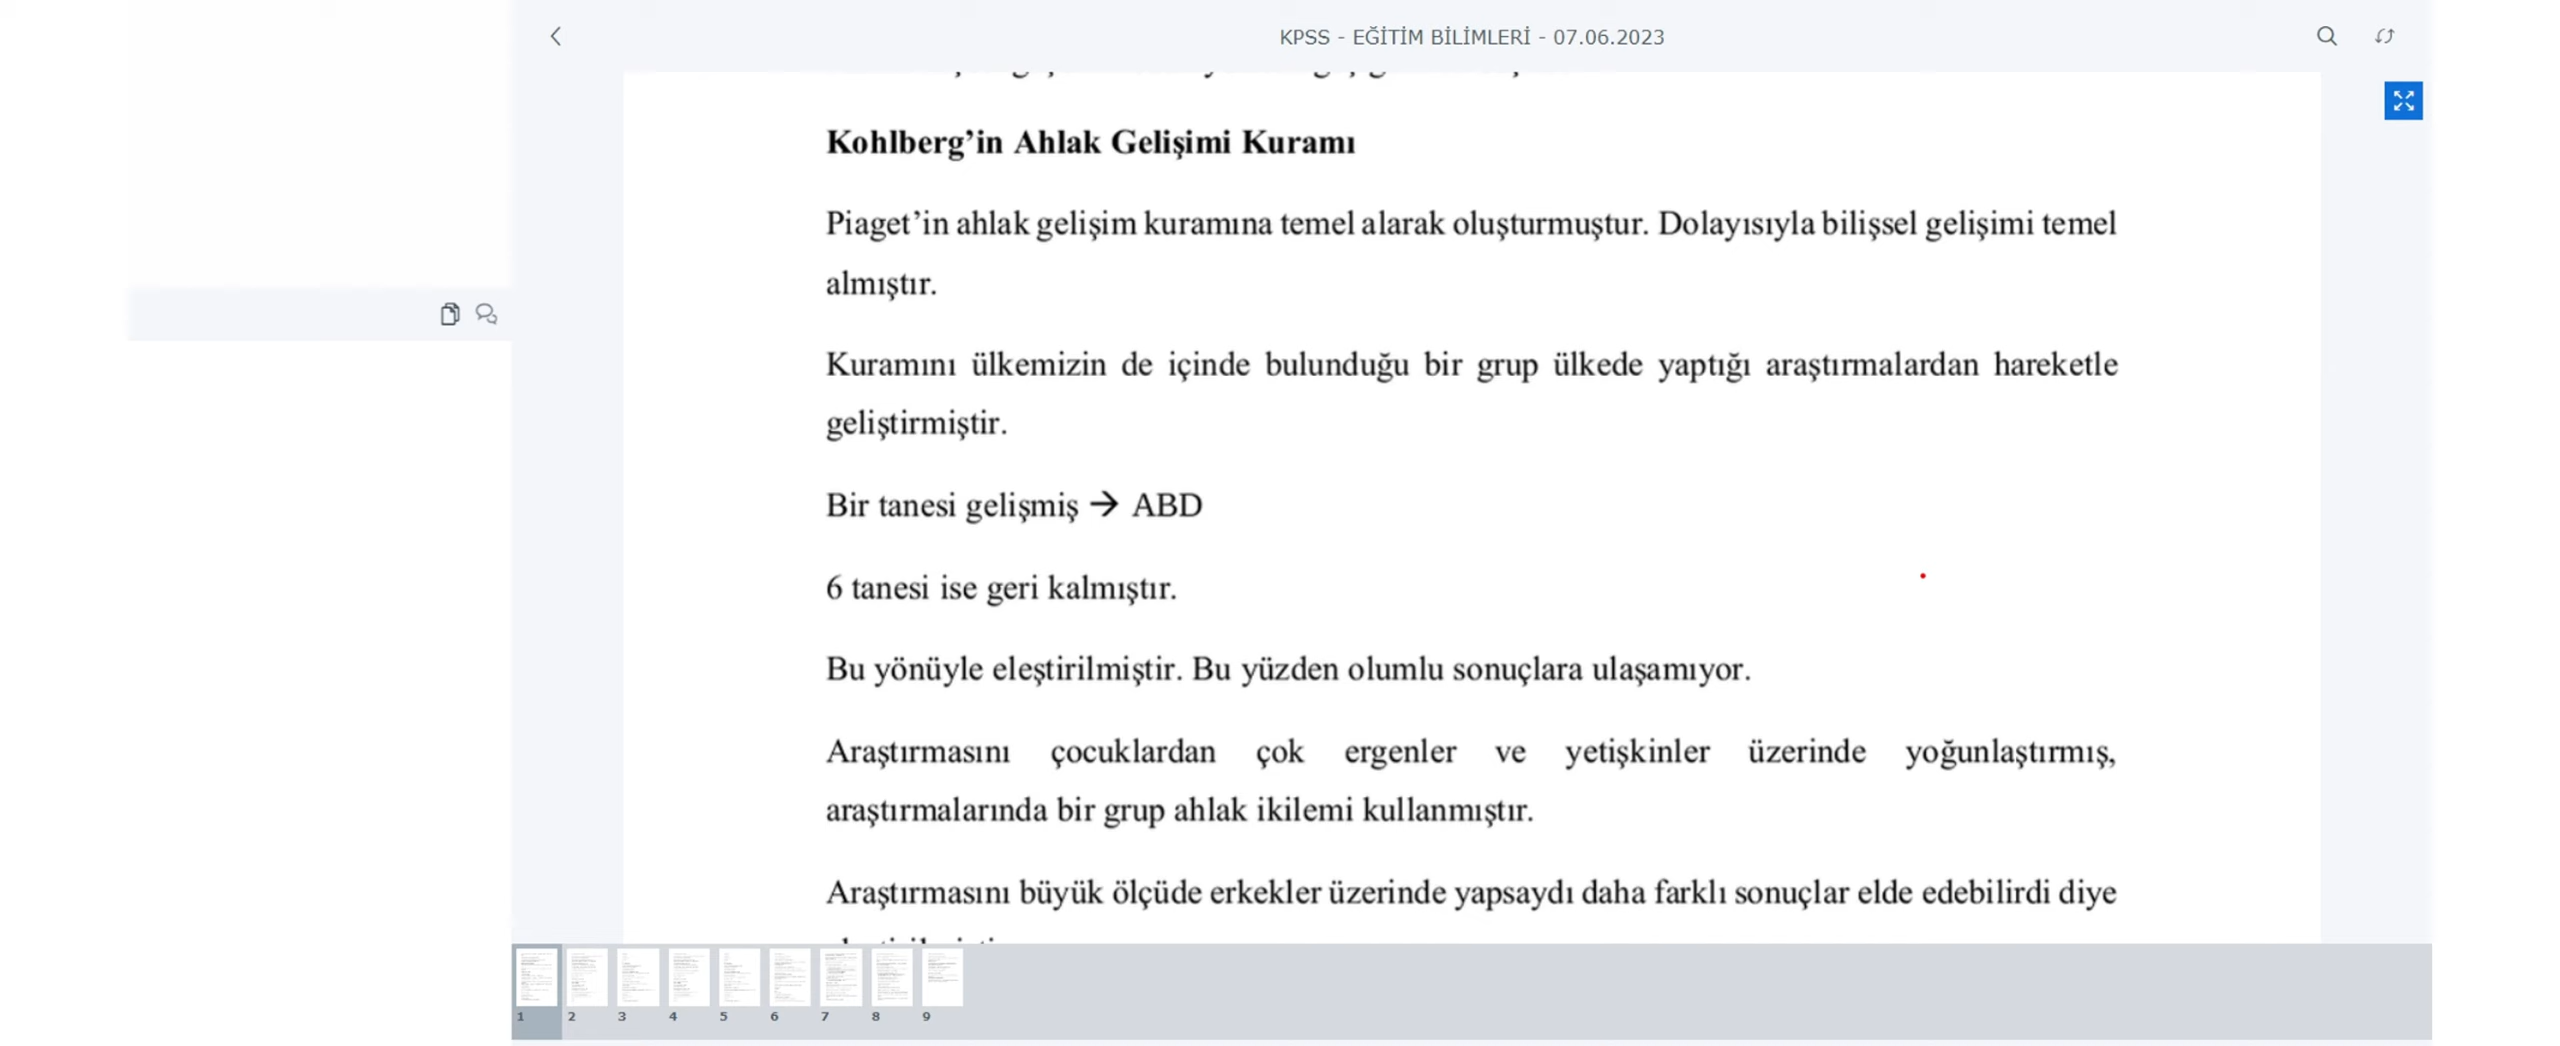 KPSS - EĞİTİM BİLİMLERİ - 07.06.2023
Kohlberg’in Ahlak Gelişimi Kuramı
Piaget’in ahlak gelişim kuramına temel alarak oluşturmuştur. Dolayısıyla bilişsel gelişimi temel
almıştır.
Kuramını ülkemizin de içinde bulunduğu bir grup ülkede yaptığı araştırmalardan hareketle
geliştirmiştir.
Bir tanesi gelişmiş → ABD
6 tanesi ise geri kalmıştır.
Bu yönüyle eleştirilmiştir. Bu yüzden olumlu sonuçlara ulaşamıyor.
Araştırmasını çocuklardan çok ergenler ve yetişkinler üzerinde yoğunlaştırmış,
araştırmalarında bir grup ahlak ikilemi kullanmıştır.
Araştırmasını büyük ölçüde erkekler üzerinde yapsaydı daha farklı sonuçlar elde edebilirdi diye
1 2 3 4 5 6 7 8 9